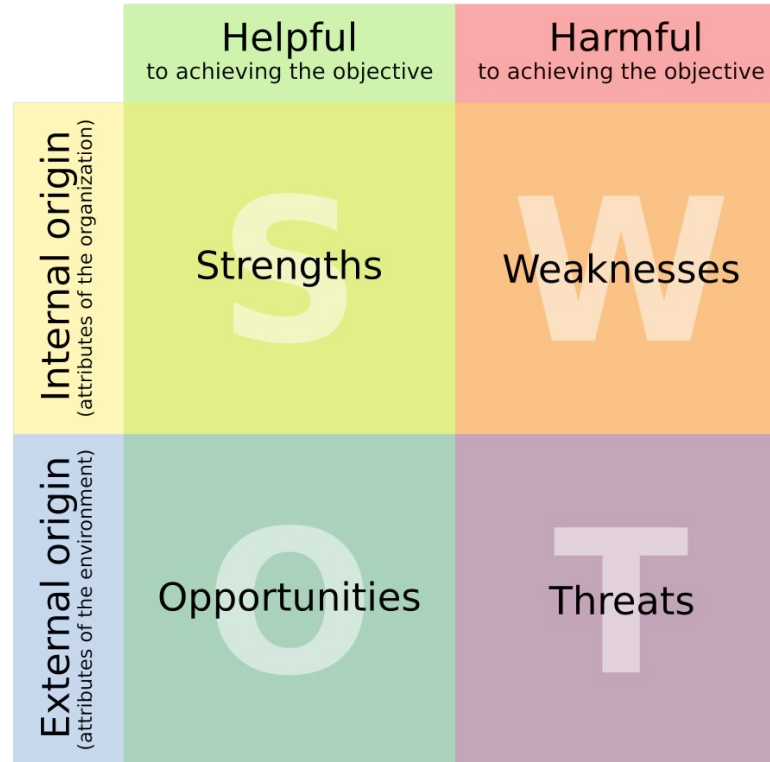 Helpful
to achieving the objective
Harmful
to achieving the objective
Internal origin
(attributes of the organization)
S
Strengths
W
Weaknesses
External origin
(attributes of the environment)
O
Opportunities
T
Threats